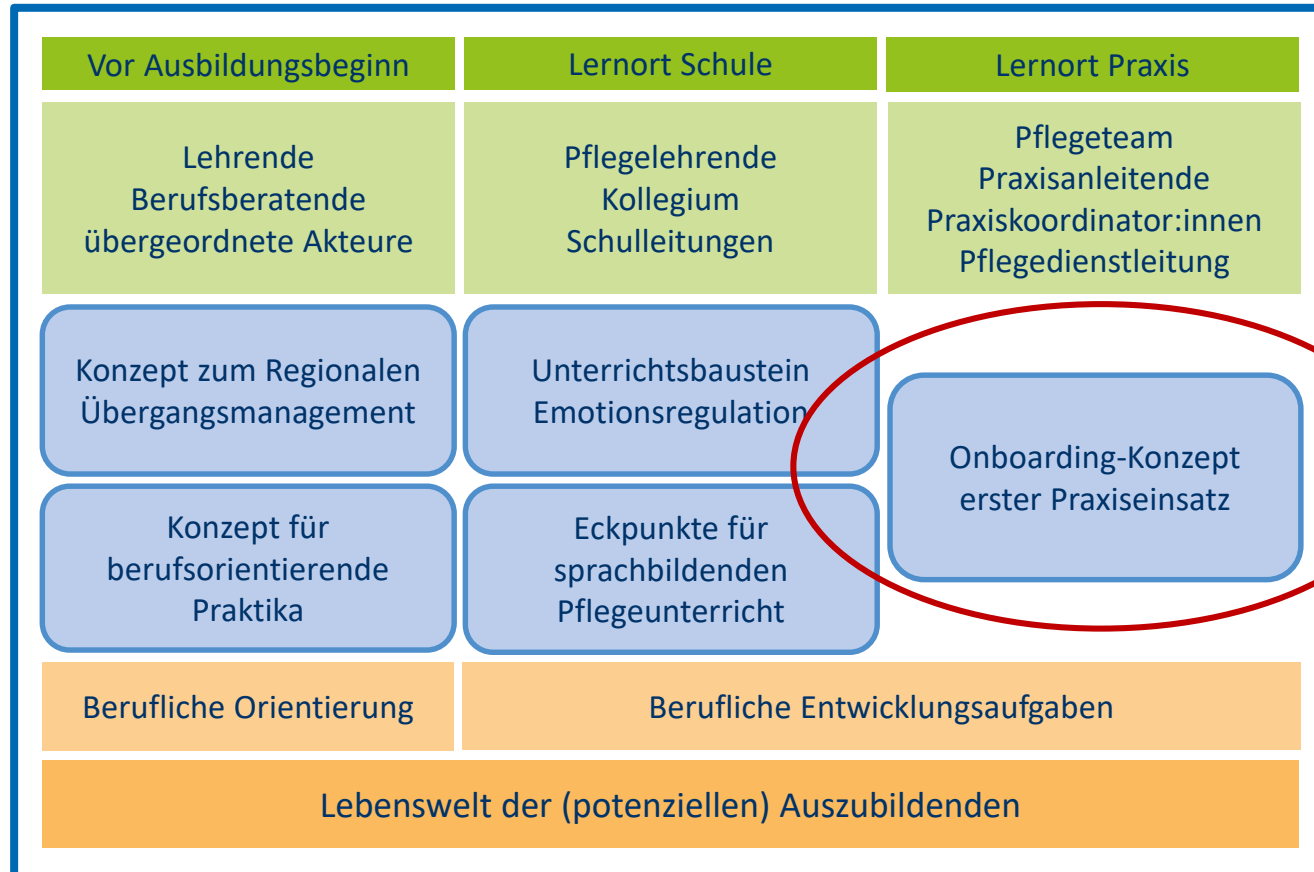 Vor Ausbildungsbeginn
Lernort Schule
Lernort Praxis
Lehrende
Berufsberatende
übergeordnete Akteure
Pflegelehrende
Kollegium
Schulleitungen
Pflegeteam
Praxisanleitende
Praxiskoordinator:innen
Pflegedienstleitung
Konzept zum Regionalen
Übergangsmanagement
Unterrichtsbaustein
Emotionsregulation
Onboarding-Konzept
erster Praxiseinsatz
Konzept für
berufsorientierende
Praktika
Eckpunkte für
sprachbildenden
Pflegeunterricht
Berufliche Orientierung
Berufliche Entwicklungsaufgaben
Lebenswelt der (potenziellen) Auszubildenden